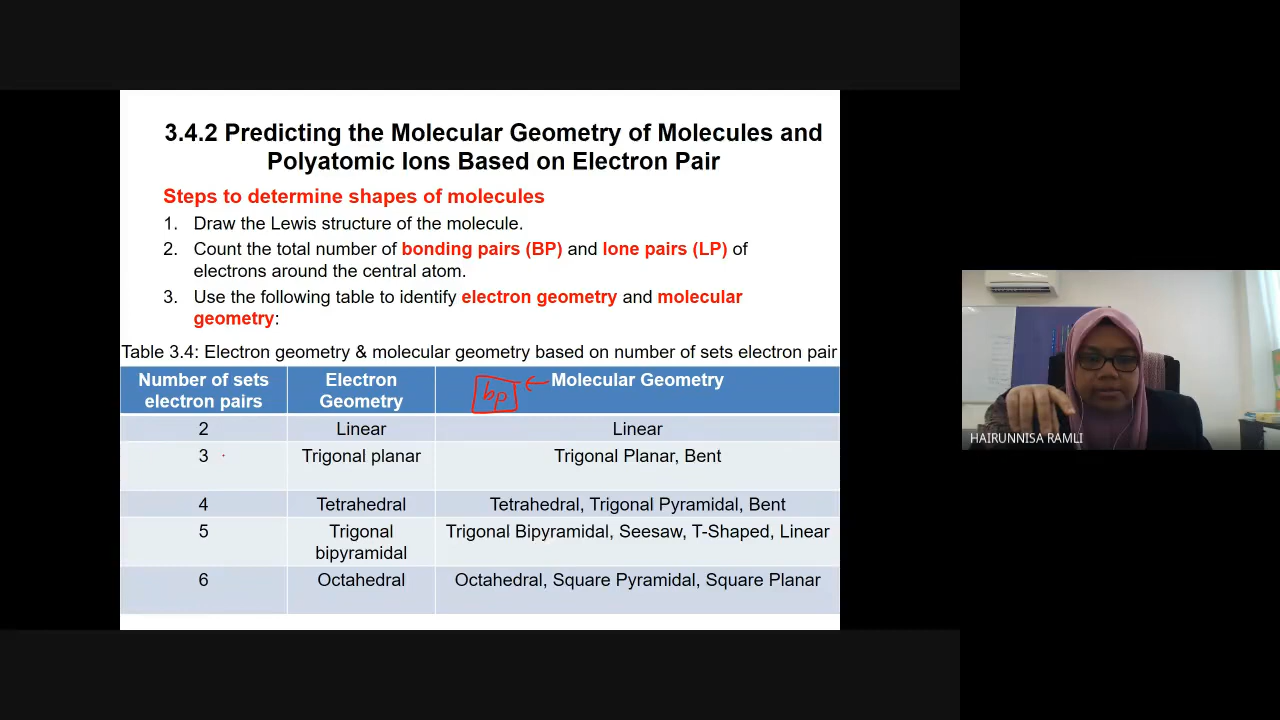 3.4.2 Predicting the Molecular Geometry of Molecules and
Polyatomic Ions Based on Electron Pair
Steps to determine shapes of molecules
1. Draw the Lewis structure of the molecule.
2. Count the total number of bonding pairs (BP) and lone pairs (LP) of
electrons around the central atom.
3. Use the following table to identify electron geometry and molecular
geometry:
Table 3.4: Electron geometry & molecular geometry based on number of sets electron pair
Number of sets
electron pairs
Electron
Geometry
bp ← Molecular Geometry
2 Linear Linear
3 Trigonal planar Trigonal Planar, Bent
4 Tetrahedral Tetrahedral, Trigonal Pyramidal, Bent
5 Trigonal
bipyramidal
Trigonal Bipyramidal, Seesaw, T-Shaped, Linear
6 Octahedral Octahedral, Square Pyramidal, Square Planar
HAIRUNNISA RAMLI